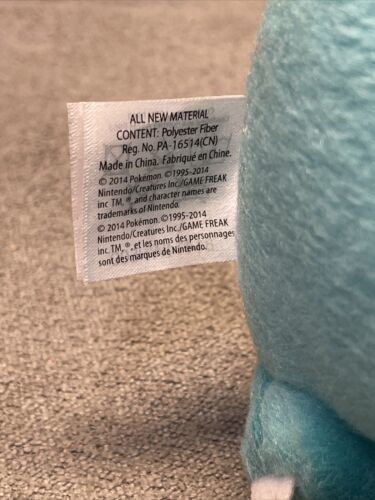 ALL NEW MATERIAL
CONTENT: Polyester Fiber
Reg. No. PA-16514(CN)
Made in China. Fabriqué en Chine.
© 2014 Pokémon. ©1995-2014
Nintendo/Creatures Inc./GAME FREAK
inc. TM, ®, and character names are
trademarks of Nintendo.
© 2014 Pokémon. ©1995-2014
Nintendo/Creatures Inc./GAME FREAK
inc. TM, ®, et les noms des personnages
sont des marques de Nintendo.